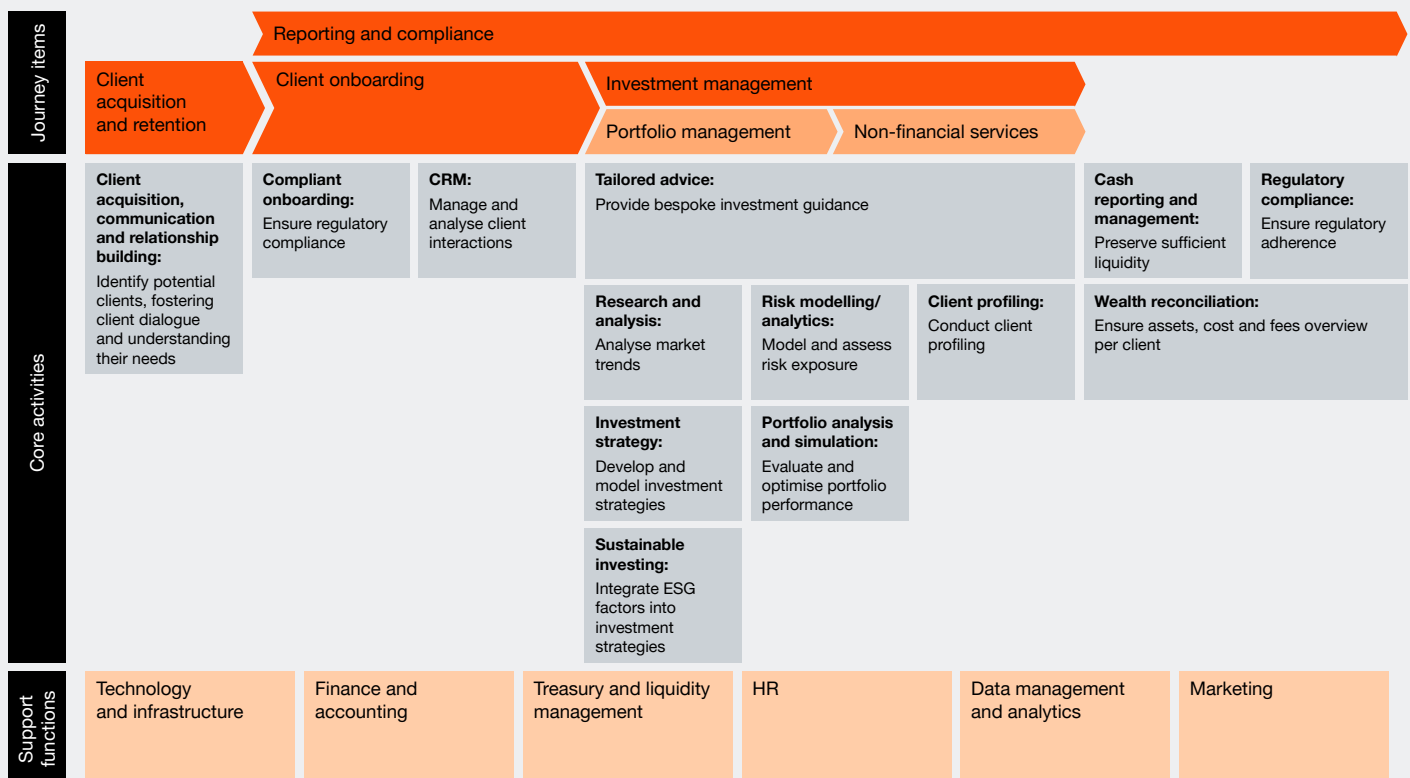 Journey items
Reporting and compliance
Client
acquisition
and retention
Client onboarding
Investment management
Portfolio management
Non-financial services
Core activities
Client
acquisition,
communication
and relationship
building:
Identify potential
clients, fostering
client dialogue
and understanding
their needs
Compliant
onboarding:
Ensure regulatory
compliance
CRM:
Manage and
analyse client
interactions
Tailored advice:
Provide bespoke investment guidance
Cash
reporting and
management:
Preserve sufficient
liquidity
Regulatory
compliance:
Ensure regulatory
adherence
Research and
analysis:
Analyse market
trends
Risk modelling/
analytics:
Model and assess
risk exposure
Client profiling:
Conduct client
profiling
Wealth reconciliation:
Ensure assets, cost and fees overview
per client
Investment
strategy:
Develop and
model investment
strategies
Portfolio analysis
and simulation:
Evaluate and
optimise portfolio
performance
Sustainable
investing:
Integrate ESG
factors into
investment
strategies
Support
functions
Technology
and infrastructure
Finance and
accounting
Treasury and liquidity
management
HR
Data management
and analytics
Marketing